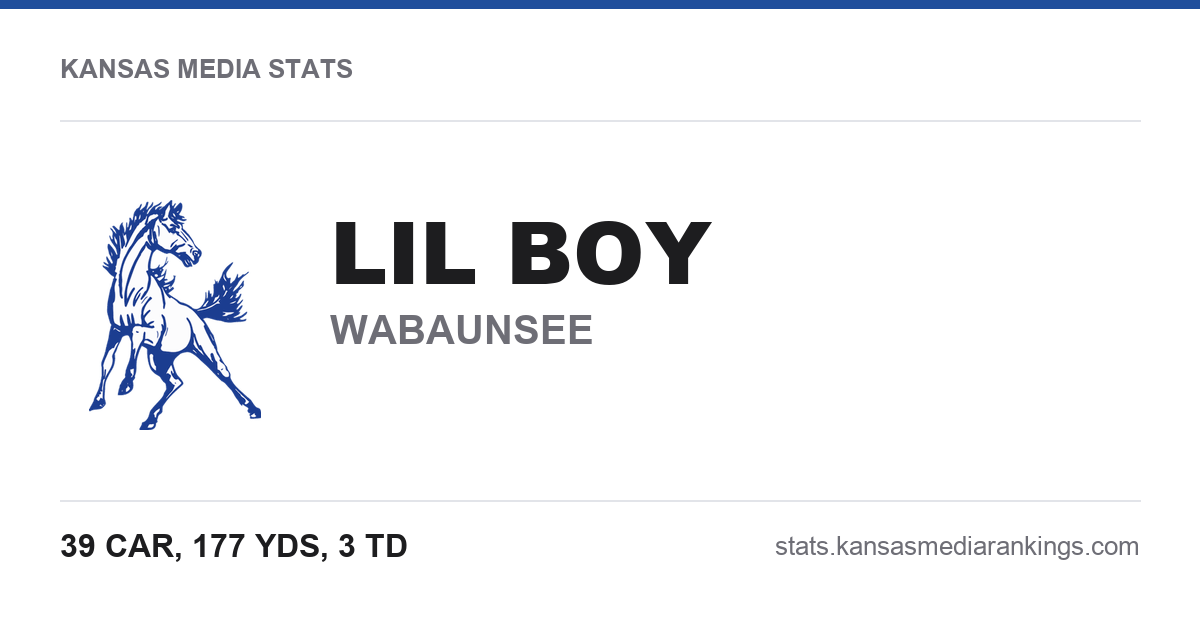 KANSAS MEDIA STATS
LIL BOY
WABAUNSEE
39 CAR, 177 YDS, 3 TD
stats.kansasmediarankings.com